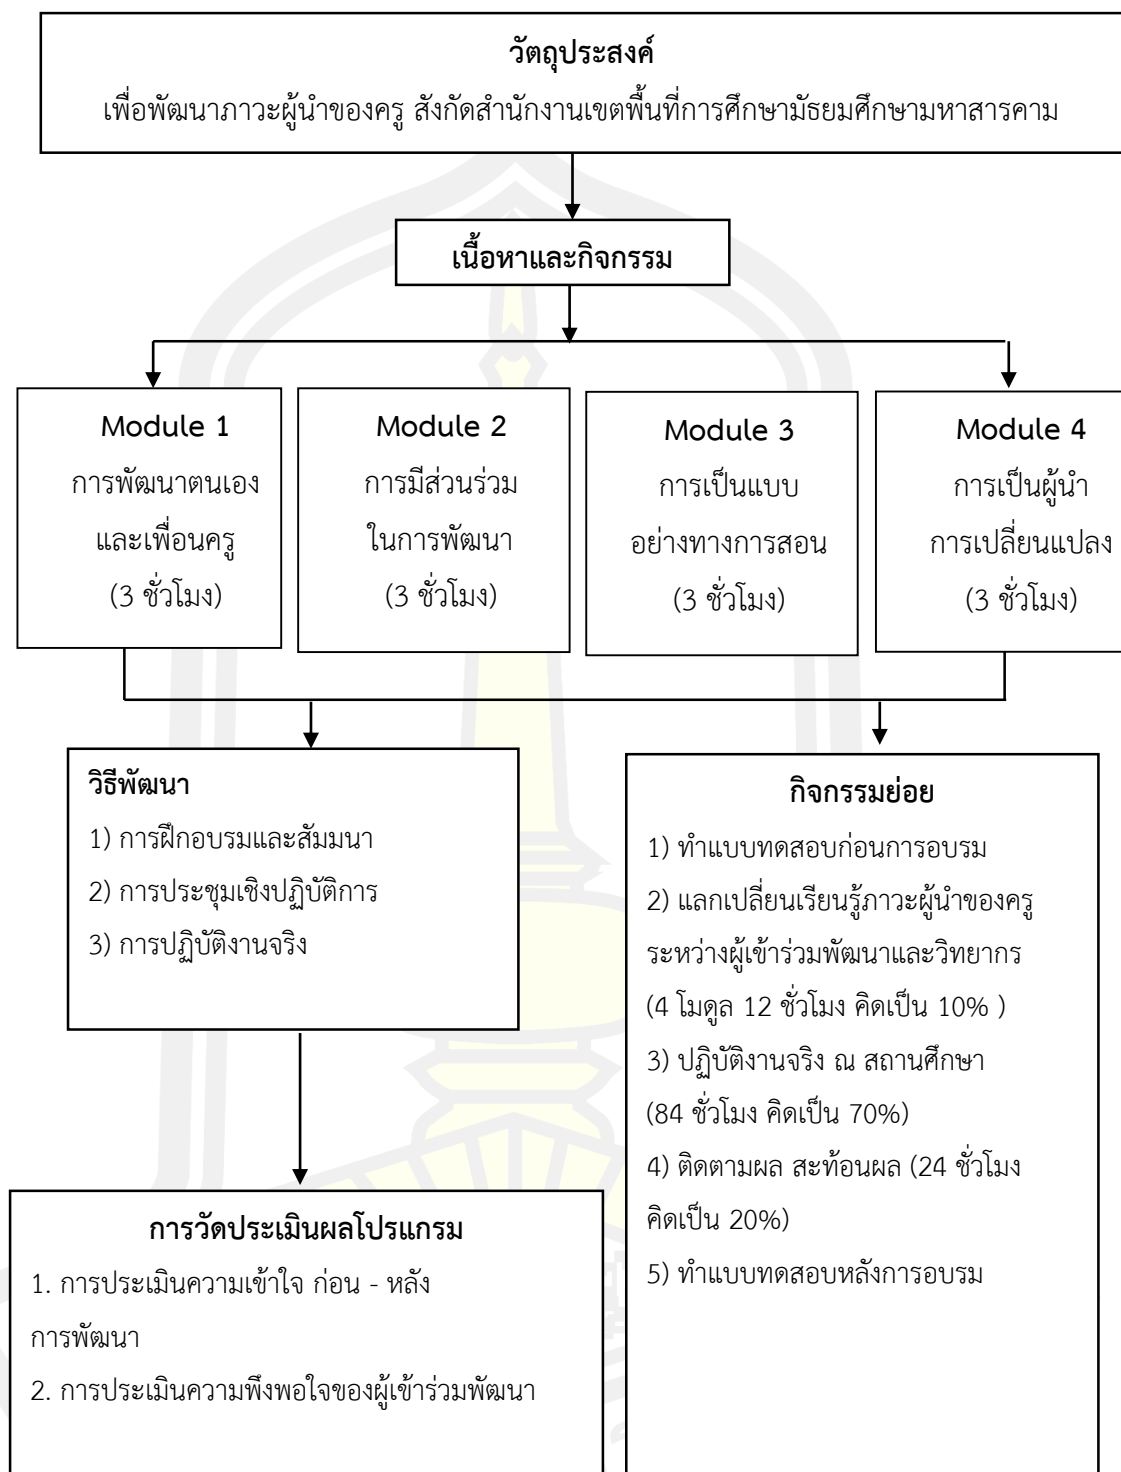 วัตถุประสงค์
เพื่อพัฒนาภาวะผู้นำของครู สังกัดสำนักงานเขตพื้นที่การศึกษามัธยมศึกษามหาสารคาม
เนื้อหาและกิจกรรม
Module 1
การพัฒนาตนเอง
และเพื่อนครู
(3 ชั่วโมง)
Module 2
การมีส่วนร่วม
ในการพัฒนา
(3 ชั่วโมง)
Module 3
การเป็นแบบ
อย่างทางการสอน
(3 ชั่วโมง)
Module 4
การเป็นผู้นำ
การเปลี่ยนแปลง
(3 ชั่วโมง)
วิธีพัฒนา
1) การฝึกอบรมและสัมมนา
2) การประชุมเชิงปฏิบัติการ
3) การปฏิบัติงานจริง
กิจกรรมย่อย
1) ทำแบบทดสอบก่อนการอบรม
2) แลกเปลี่ยนเรียนรู้ภาวะผู้นำของครู
ระหว่างผู้เข้าร่วมพัฒนาและวิทยากร
(4 โมดูล 12 ชั่วโมง คิดเป็น 10% )
3) ปฏิบัติงานจริง ณ สถานศึกษา
(84 ชั่วโมง คิดเป็น 70%)
4) ติดตามผล สะท้อนผล (24 ชั่วโมง
คิดเป็น 20%)
5) ทำแบบทดสอบหลังการอบรม
การวัดประเมินผลโปรแกรม
1. การประเมินความเข้าใจ ก่อน - หลัง
การพัฒนา
2. การประเมินความพึงพอใจของผู้เข้าร่วมพัฒนา